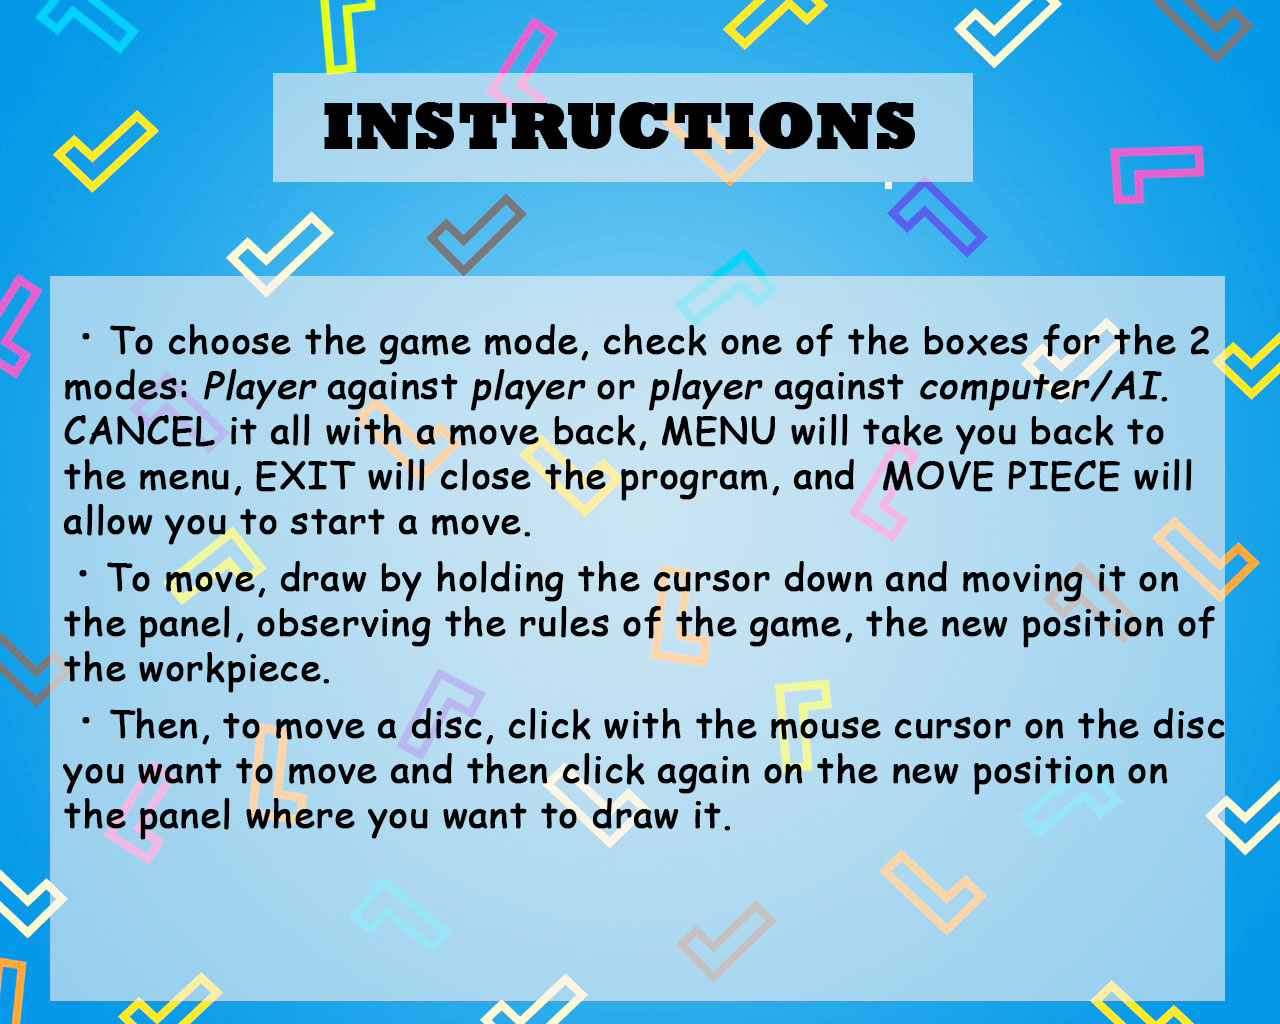 INSTRUCTIONS
· To choose the game mode, check one of the boxes for the 2
modes: Player against player or player against computer/AI.
CANCEL it all with a move back, MENU will take you back to
the menu, EXIT will close the program, and  MOVE PIECE will
allow you to start a move.
· To move, draw by holding the cursor down and moving it on
the panel, observing the rules of the game, the new position of
the workpiece.
· Then, to move a disc, click with the mouse cursor on the disc
you want to move and then click again on the new position on
the panel where you want to draw it.